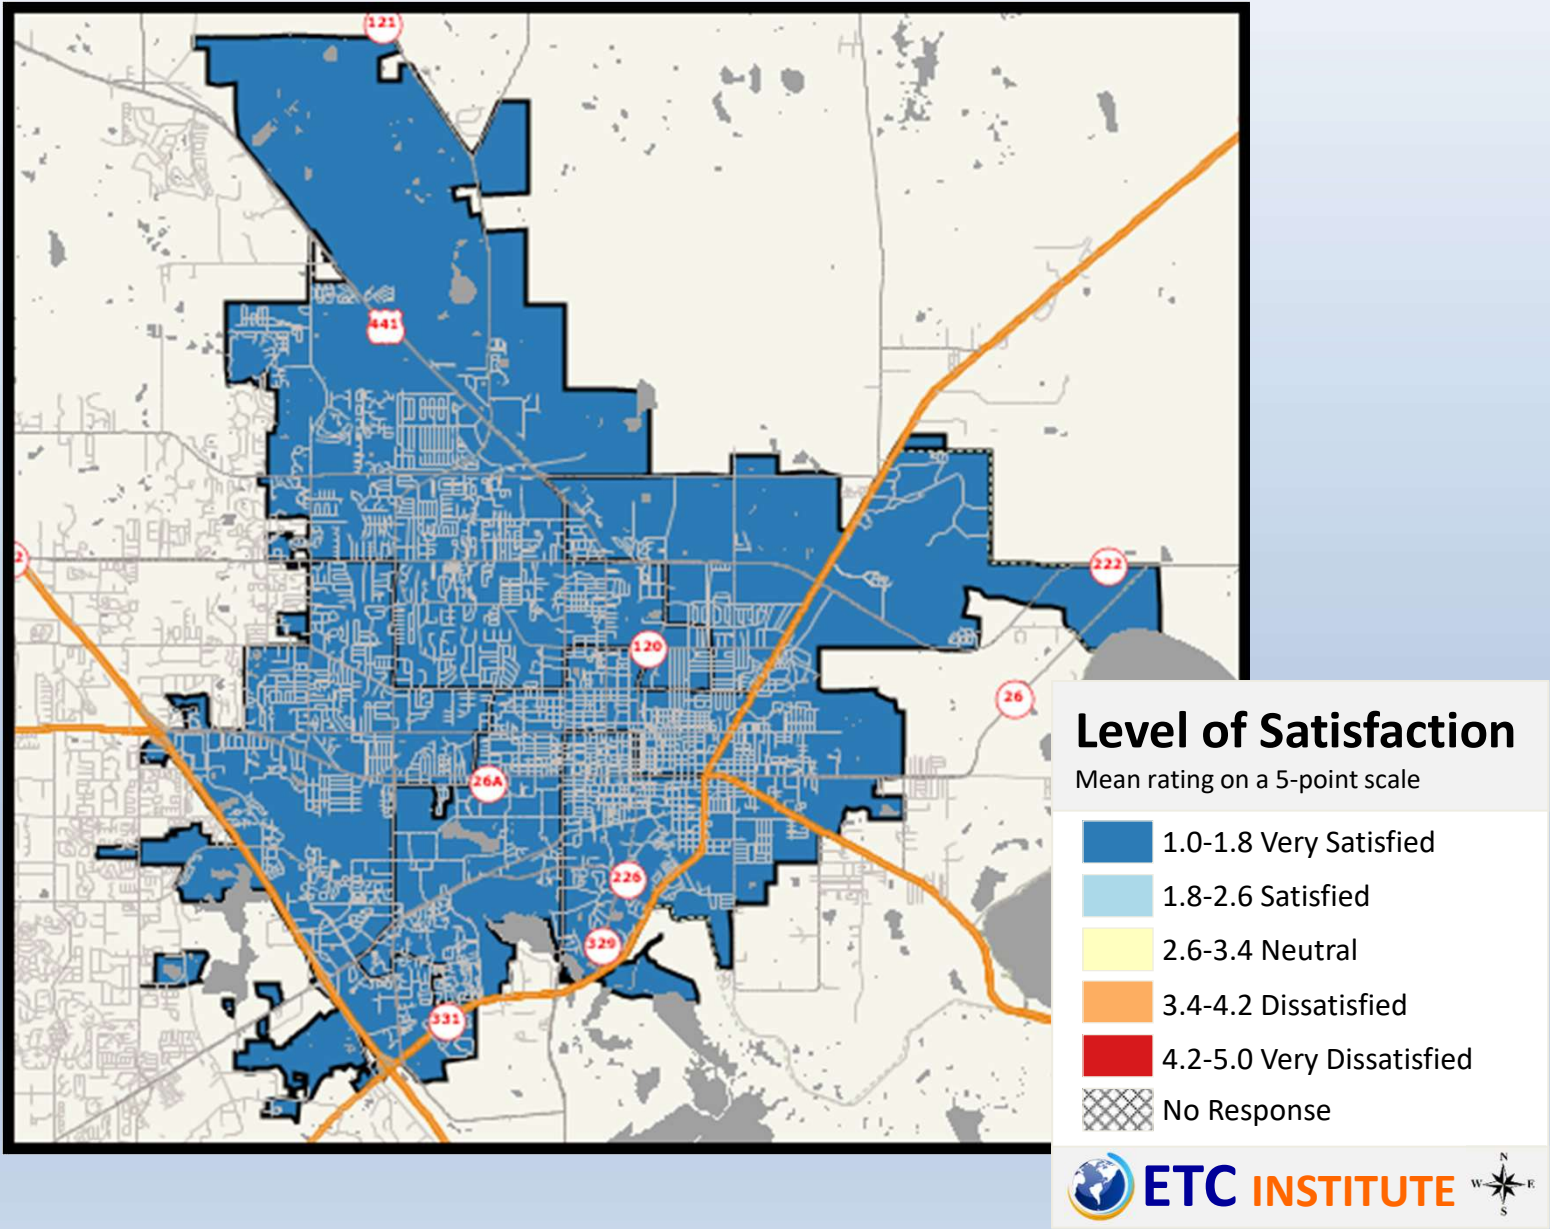 121
441
2
222
120
26
26A
226
329
331
Level of Satisfaction
Mean rating on a 5-point scale
1.0-1.8 Very Satisfied
1.8-2.6 Satisfied
2.6-3.4 Neutral
3.4-4.2 Dissatisfied
4.2-5.0 Very Dissatisfied
No Response
ETC INSTITUTE
N
W E
S